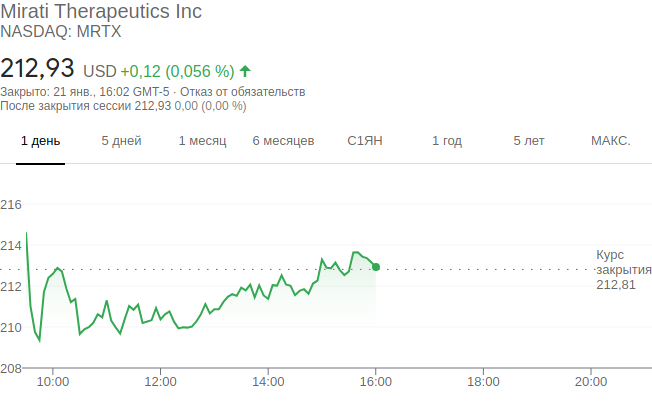 Mirati Therapeutics Inc
NASDAQ: MRTX
212,93 USD +0,12 (0,056 %)
Закрыто: 21 янв., 16:02 GMT-5 · Отказ от обязательств
После закрытия сессии 212,93 0,00 (0,00 %)
1 день 5 дней 1 месяц 6 месяцев С1ЯН 1 год 5 лет МАКС.
216
214
Курс
закрытия
212,81
212
210
208
10:00 12:00 14:00 16:00 18:00 20:00